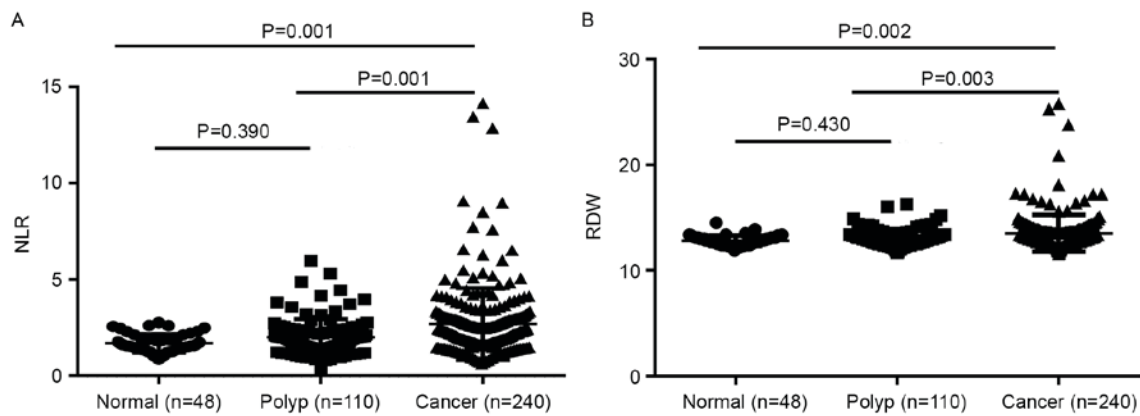 A
P=0.001
P=0.001
P=0.390
15
10
5
0
NLR
Normal (n=48) Polyp (n=110) Cancer (n=240)
B
P=0.002
P=0.003
P=0.430
30
20
10
0
RDW
Normal (n=48) Polyp (n=110) Cancer (n=240)